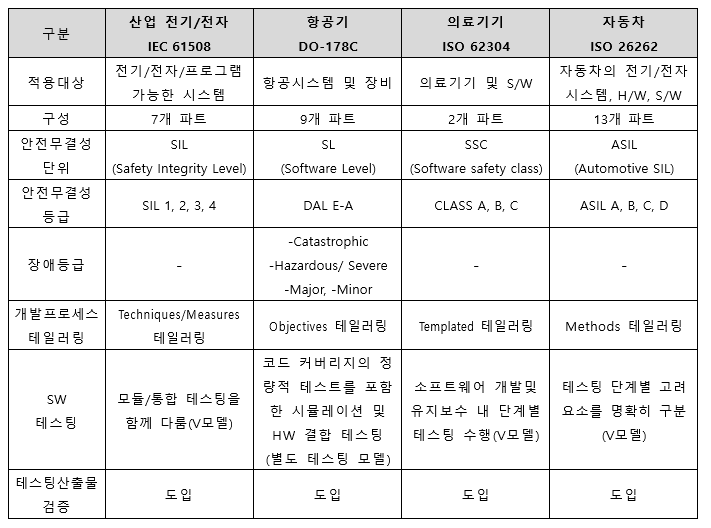 구분
산업 전기/전자
IEC 61508
항공기
DO-178C
의료기기
ISO 62304
자동차
ISO 26262
적용대상
전기/전자/프로그램
가능한 시스템
항공시스템 및 장비
의료기기 및 S/W
자동차의 전기/전자
시스템, H/W, S/W
구성
7개 파트
9개 파트
2개 파트
13개 파트
안전무결성
단위
SIL
(Safety Integrity Level)
SL
(Software Level)
SSC
(Software safety class)
ASIL
(Automotive SIL)
안전무결성
등급
SIL 1, 2, 3, 4
DAL E-A
CLASS A, B, C
ASIL A, B, C, D
장애등급
-
-Catastrophic
-Hazardous/ Severe
-Major, -Minor
-
-
개발프로세스
테일러링
Techniques/Measures
테일러링
Objectives 테일러링
Templated 테일러링
Methods 테일러링
SW
테스팅
모듈/통합 테스팅을
함께 다룸(V모델)
코드 커버리지의 정
량적 테스트를 포함
한 시뮬레이션 및
HW 결합 테스팅
(별도 테스팅 모델)
소프트웨어 개발및
유지보수 내 단계별
테스팅 수행(V모델)
테스팅 단계별 고려
요소를 명확히 구분
(V모델)
테스팅산출물
검증
도입
도입
도입
도입